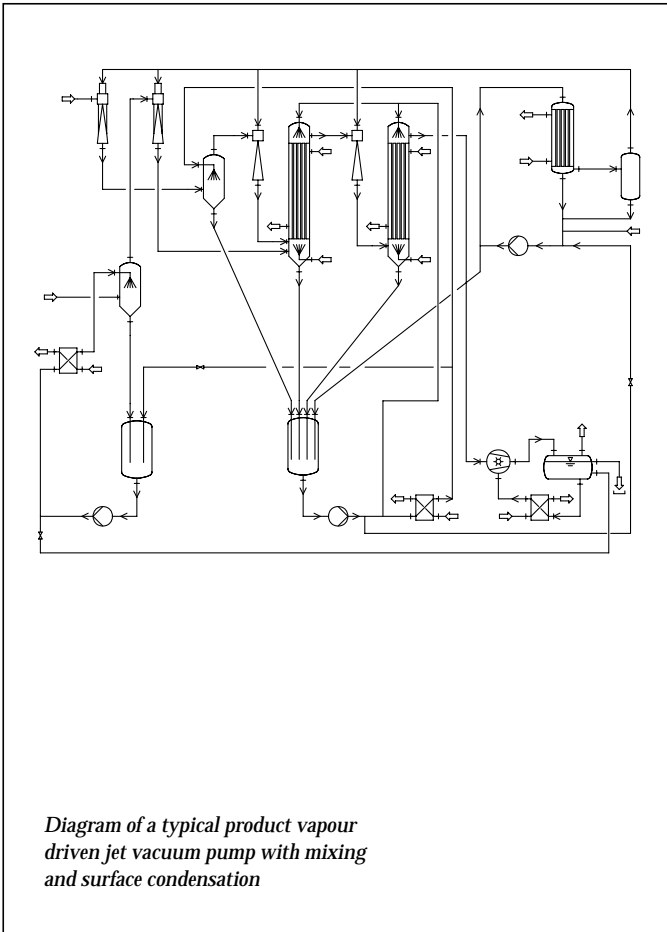 Diagram of a typical product vapour
driven jet vacuum pump with mixing
and surface condensation